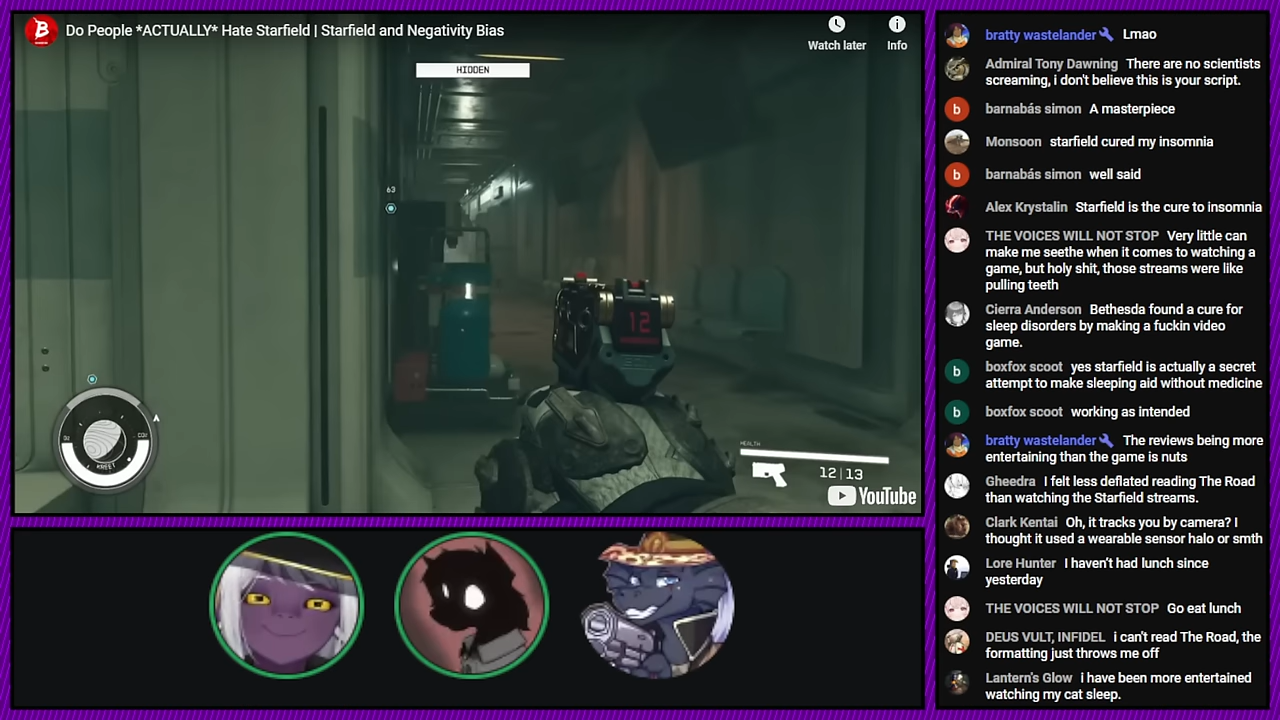 Do People *ACTUALLY* Hate Starfield | Starfield and Negativity Bias
Watch later
Info
HIDDEN
63
12
KREET
HEALTH
12|13
YouTube
bratty wastelander Lmao
Admiral Tony Dawning There's no scientists
screaming, i don't believe this is your script.
b
barnabás simon A masterpiece
Monsoon starfield cured my insomnia
b
barnabás simon well said
Alex Krystalin Starfield is the cure to insomnia
THE VOICES WILL NOT STOP Very little can
make me seethe when it comes to watching a
game, but holy shit, those streams were like
pulling teeth
Cierra Anderson Bethesda found a cure for
sleep disorders by making a fuckin video
game.
b
boxfox scoot yes starfield is actually a secret
attempt to make sleeping aid without medicine
b
boxfox scoot working as intended
bratty wastelander The reviews being more
entertaining than the game is nuts
Gheedra I felt less deflated reading The Road
than watching the Starfield streams.
Clark Kentai Oh, it tracks you by camera? I
thought it used a wearable sensor halo or smth
Lore Hunter I haven't had lunch since
yesterday
THE VOICES WILL NOT STOP Go eat lunch
DEUS VULT, INFIDEL i can't read The Road, the
formatting just throws me off
Lantern's Glow i have been more entertained
watching my cat sleep.